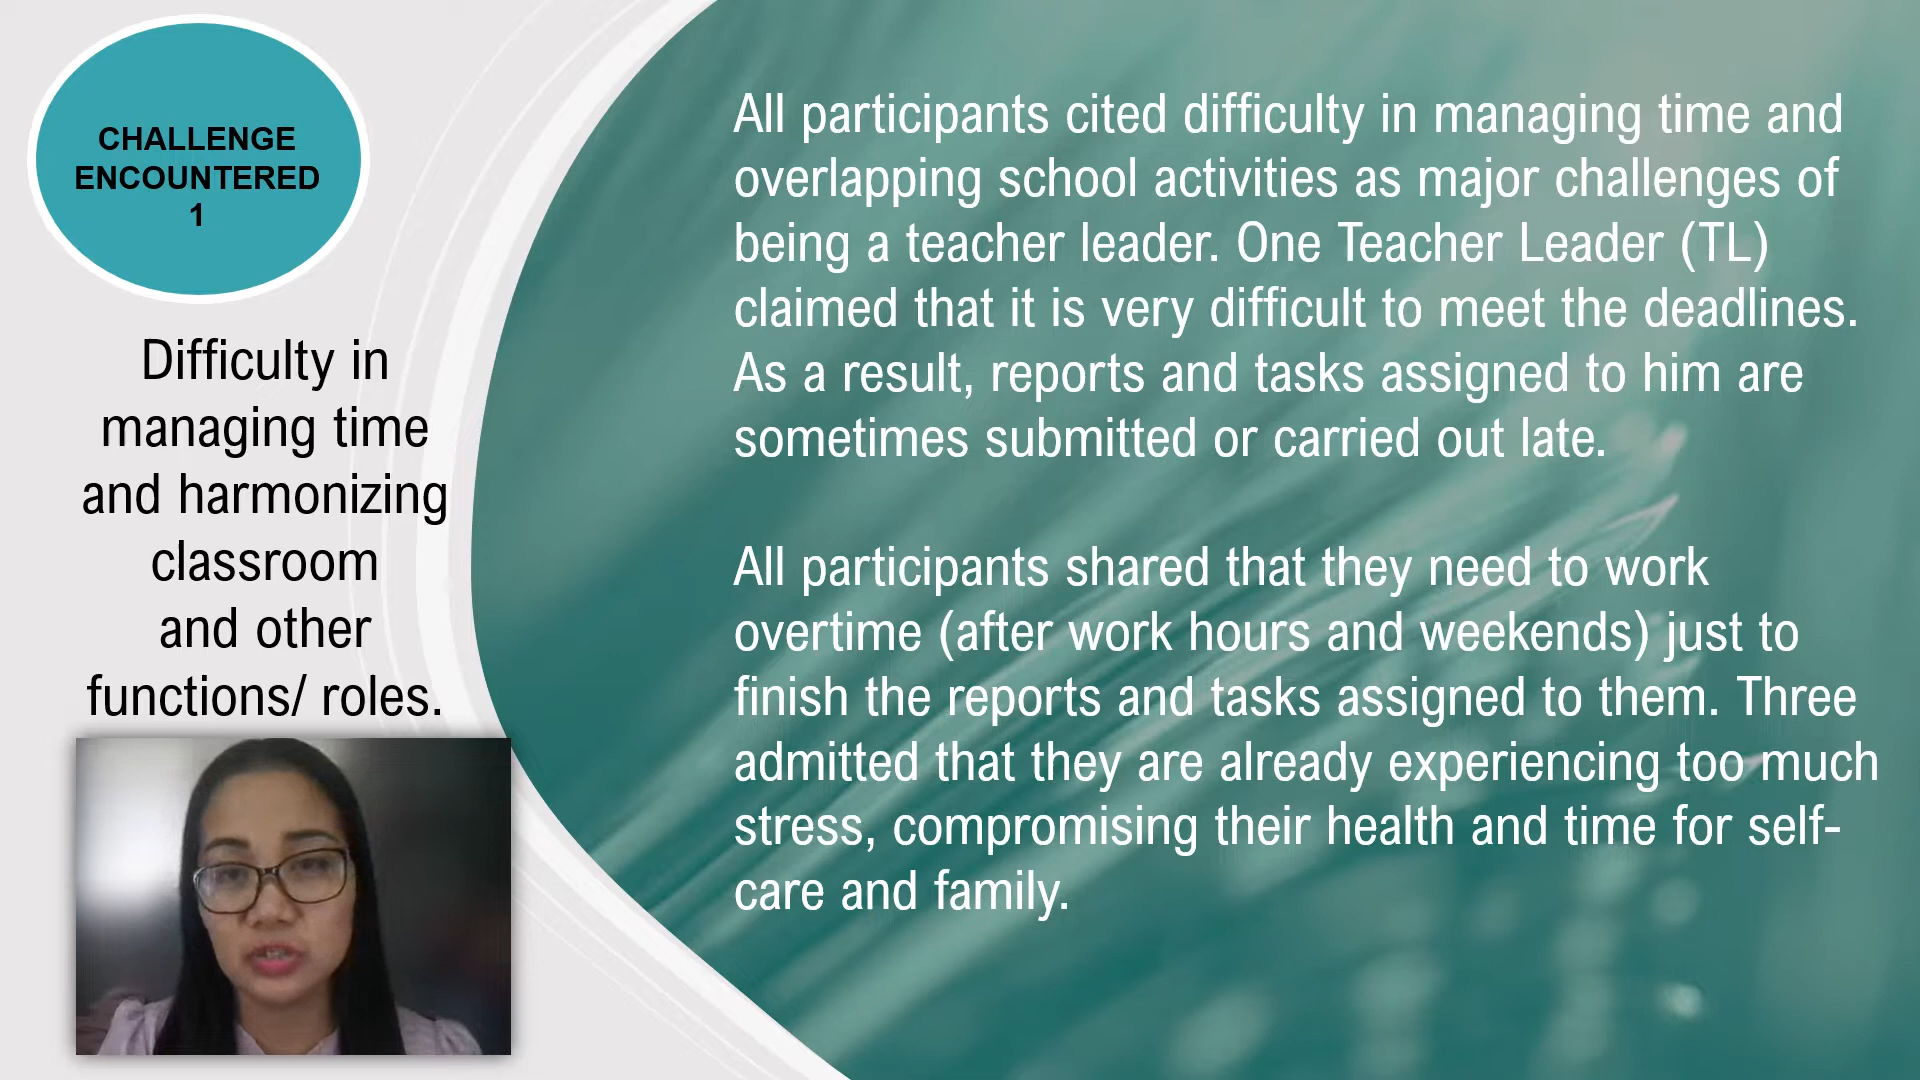 CHALLENGE
ENCOUNTERED
1
Difficulty in
managing time
and harmonizing
classroom
and other
functions/ roles.
All participants cited difficulty in managing time and
overlapping school activities as major challenges of
being a teacher leader. One Teacher Leader (TL)
claimed that it is very difficult to meet the deadlines.
As a result, reports and tasks assigned to him are
sometimes submitted or carried out late.
All participants shared that they need to work
overtime (after work hours and weekends) just to
finish the reports and tasks assigned to them. Three
admitted that they are already experiencing too much
stress, compromising their health and time for self-
care and family.